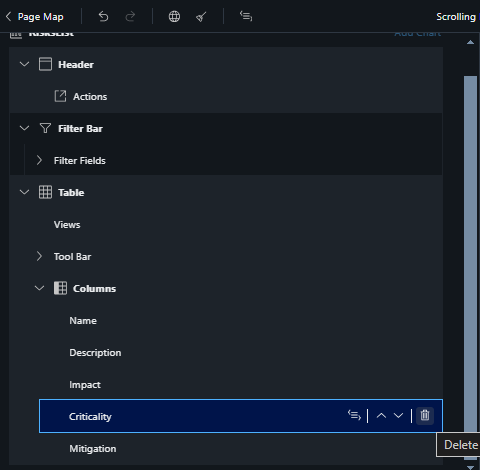 Page Map
Scrolling
RisksList
Add Chart
Header
Actions
Filter Bar
Filter Fields
Table
Views
Tool Bar
Columns
Name
Description
Impact
Criticality
Delete
Mitigation